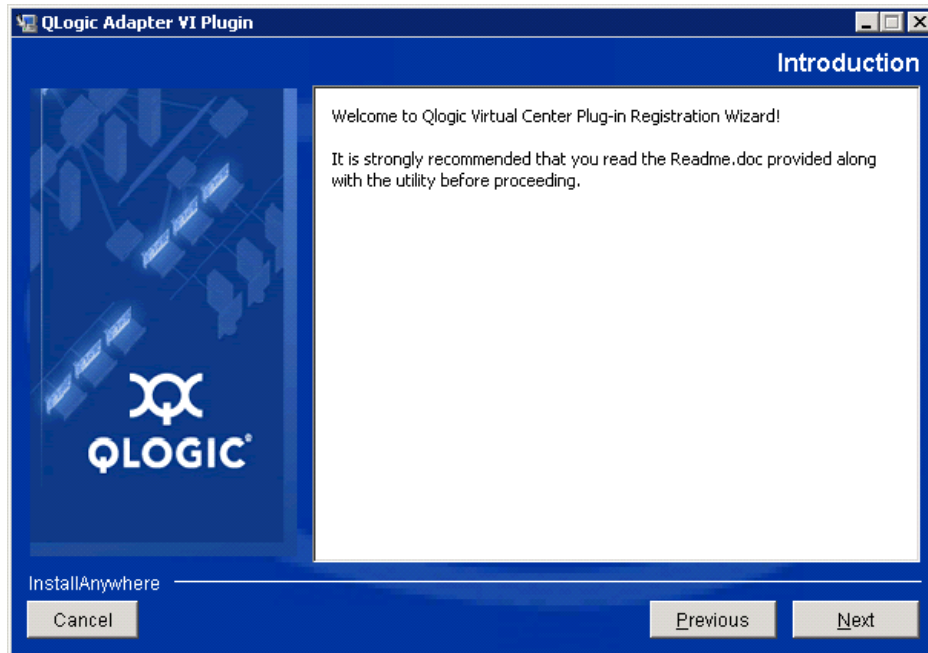 QLogic Adapter VI Plugin
Introduction
Welcome to Qlogic Virtual Center Plug-in Registration Wizard!
It is strongly recommended that you read the Readme.doc provided along
with the utility before proceeding.
QLOGIC®
InstallAnywhere
Cancel
Previous
Next